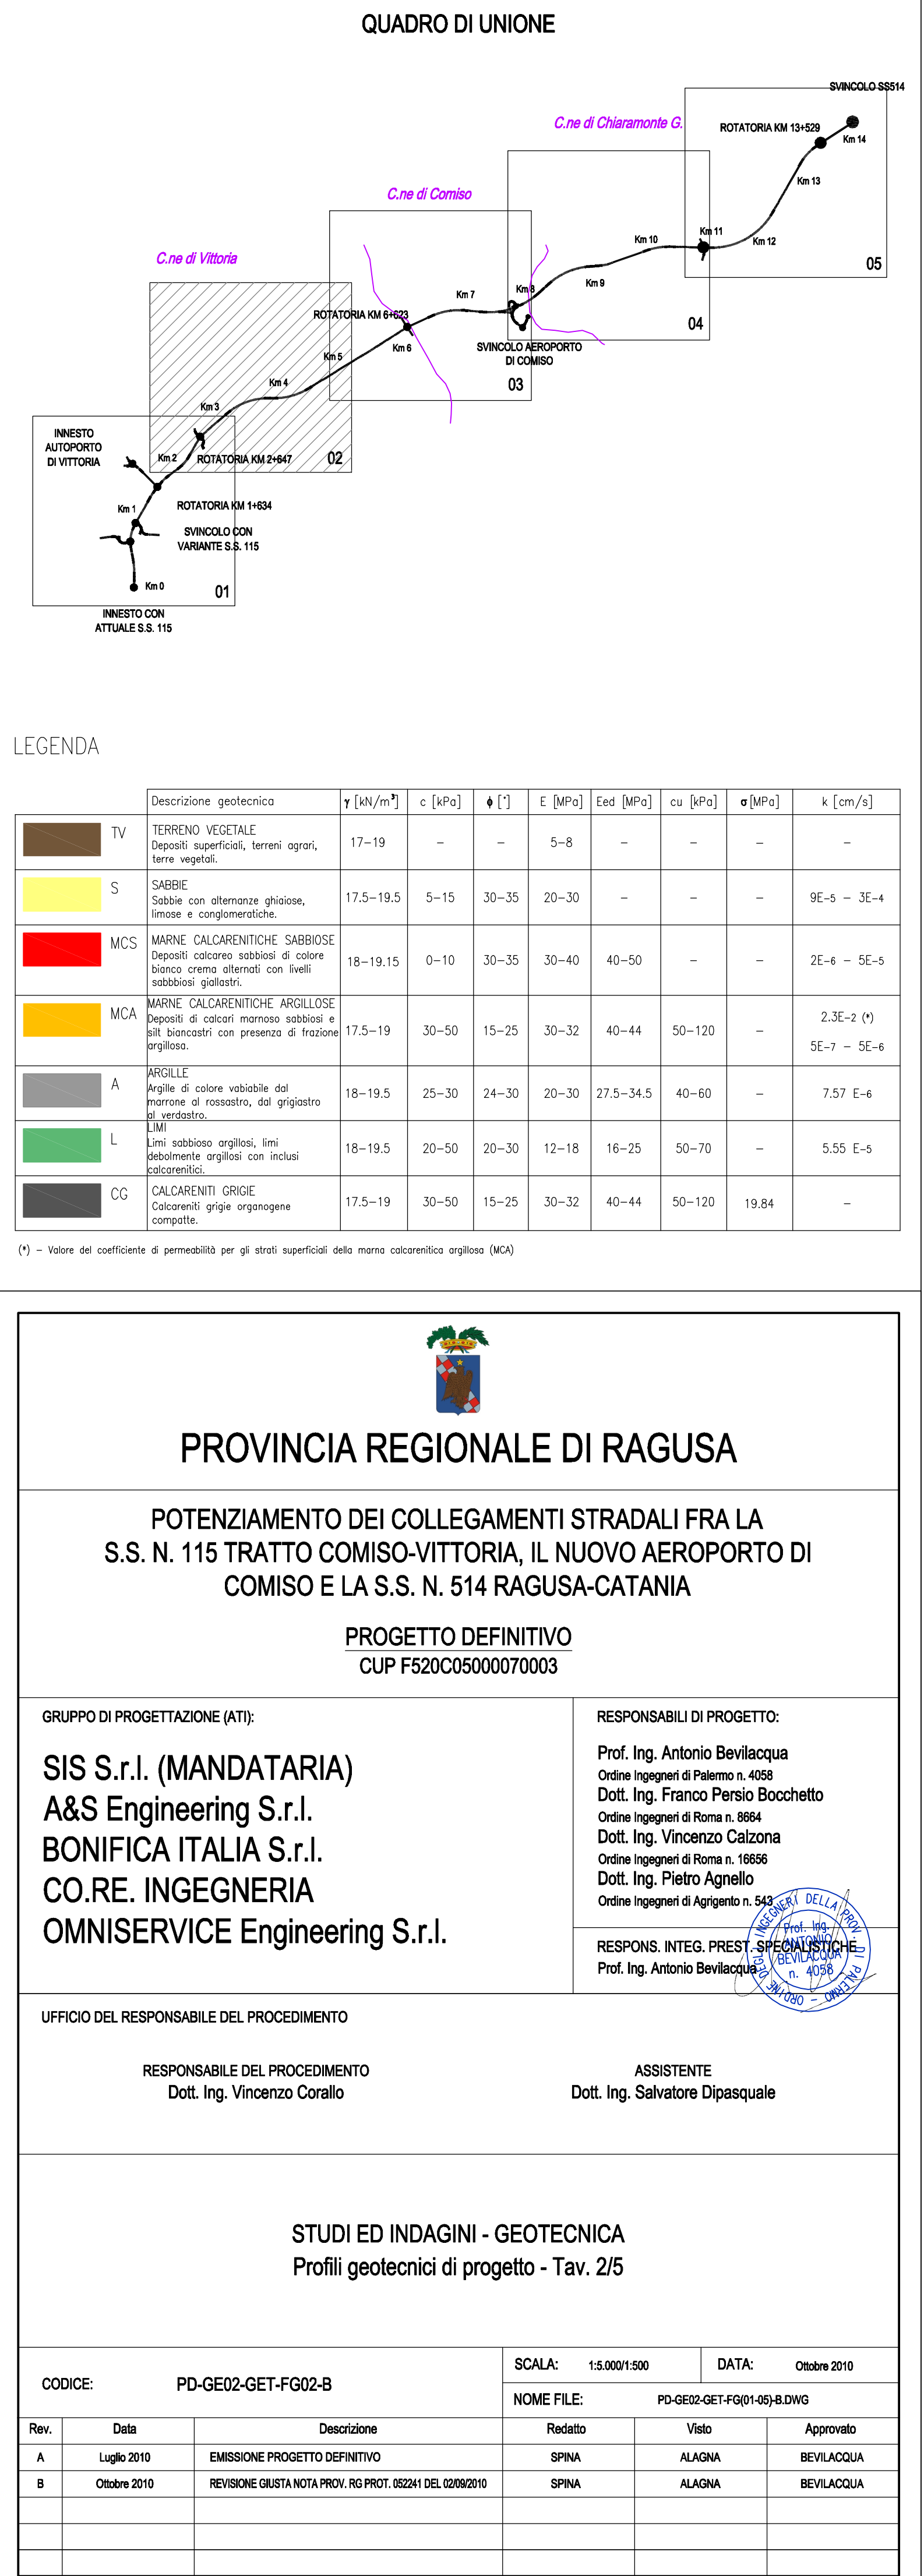 QUADRO DI UNIONE
SVINCOLO SS514
C.ne di Chiaramonte G.
ROTATORIA KM 13+529
Km 14
Km 13
C.ne di Comiso
Km 11
Km 10
Km 12
C.ne di Vittoria
05
Km 9
Km 8
Km 7
ROTATORIA KM 6+623
04
Km 6
SVINCOLO AEROPORTO
DI COMISO
Km 5
03
Km 4
Km 3
INNESTO
AUTOPORTO
DI VITTORIA
Km 2
ROTATORIA KM 2+647
02
ROTATORIA KM 1+634
Km 1
SVINCOLO CON
VARIANTE S.S. 115
Km 0
01
INNESTO CON
ATTUALE S.S. 115
LEGENDA
Descrizione geotecnica γ [kN/m³] c [kPa] ϕ [°] E [MPa] Eed [MPa] cu [kPa] σ [MPa] k [cm/s]
TV TERRENO VEGETALE
Depositi superficiali, terreni agrari,
terre vegetali.
17-19 - - 5-8 - - - -
S SABBIE
Sabbie con alternanze ghiaiose,
limose e conglomeratiche.
17.5-19.5 5-15 30-35 20-30 - - - 9E-5 - 3E-4
MCS MARNE CALCARENITICHE SABBIOSE
Depositi calcareo sabbiosi di colore
bianco crema alternati con livelli
sabbbiosi giallastri.
18-19.15 0-10 30-35 30-40 40-50 - - 2E-6 - 5E-5
MCA MARNE CALCARENITICHE ARGILLOSE
Depositi di calcari marnoso sabbiosi e
silt biancastri con presenza di frazione
argillosa.
17.5-19 30-50 15-25 30-32 40-44 50-120 - 2.3E-2 (*)
5E-7 - 5E-6
A ARGILLE
Argille di colore vabiabile dal
marrone al rossastro, dal grigiastro
al verdastro.
18-19.5 25-30 24-30 20-30 27.5-34.5 40-60 - 7.57 E-6
L LIMI
Limi sabbioso argillosi, limi
debolmente argillosi con inclusi
calcarenitici.
18-19.5 20-50 20-30 12-18 16-25 50-70 - 5.55 E-5
CG CALCARENITI GRIGIE
Calcareniti grigie organogene
compatte.
17.5-19 30-50 15-25 30-32 40-44 50-120 19.84 -
(*) - Valore del coefficiente di permeabilità per gli strati superficiali della marna calcarenitica argillosa (MCA)
PROVINCIA REGIONALE DI RAGUSA
POTENZIAMENTO DEI COLLEGAMENTI STRADALI FRA LA
S.S. N. 115 TRATTO COMISO-VITTORIA, IL NUOVO AEROPORTO DI
COMISO E LA S.S. N. 514 RAGUSA-CATANIA
PROGETTO DEFINITIVO
CUP F520C05000070003
GRUPPO DI PROGETTAZIONE (ATI):
SIS S.r.l. (MANDATARIA)
A&S Engineering S.r.l.
BONIFICA ITALIA S.r.l.
CO.RE. INGEGNERIA
OMNISERVICE Engineering S.r.l.
RESPONSABILI DI PROGETTO:
Prof. Ing. Antonio Bevilacqua
Ordine Ingegneri di Palermo n. 4058
Dott. Ing. Franco Persio Bocchetto
Ordine Ingegneri di Roma n. 8664
Dott. Ing. Vincenzo Calzona
Ordine Ingegneri di Roma n. 16656
Dott. Ing. Pietro Agnello
Ordine Ingegneri di Agrigento n. 543
RESPONS. INTEG. PREST. SPECIALISTICHE
Prof. Ing. Antonio Bevilacqua
ORDINE DEGLI INGEGNERI DELLA PROV. DI PALERMO -
Prof. Ing.
ANTONIO
BEVILACQUA
n. 4058
UFFICIO DEL RESPONSABILE DEL PROCEDIMENTO
RESPONSABILE DEL PROCEDIMENTO
Dott. Ing. Vincenzo Corallo
ASSISTENTE
Dott. Ing. Salvatore Dipasquale
STUDI ED INDAGINI - GEOTECNICA
Profili geotecnici di progetto - Tav. 2/5
CODICE: PD-GE02-GET-FG02-B
SCALA: 1:5.000/1:500
DATA: Ottobre 2010
NOME FILE: PD-GE02-GET-FG(01-05)-B.DWG
Rev. Data Descrizione Redatto Visto Approvato
A Luglio 2010 EMISSIONE PROGETTO DEFINITIVO SPINA ALAGNA BEVILACQUA
B Ottobre 2010 REVISIONE GIUSTA NOTA PROV. RG PROT. 052241 DEL 02/09/2010 SPINA ALAGNA BEVILACQUA